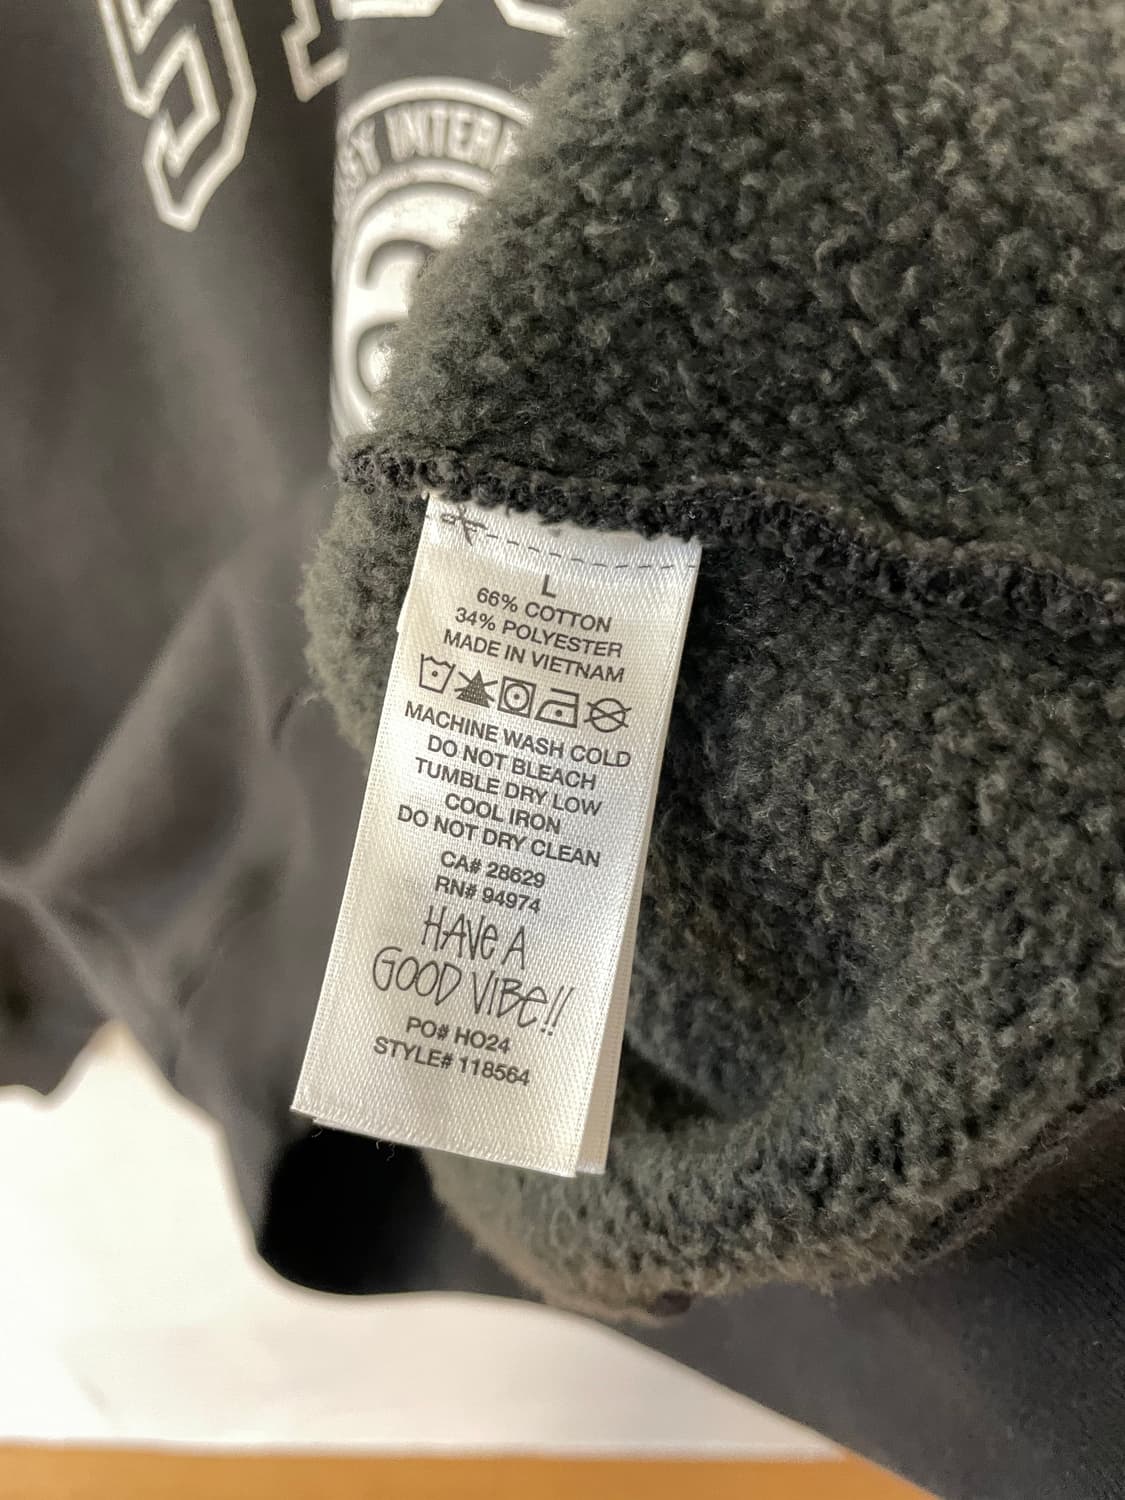 INTER
L
66% COTTON
34% POLYESTER
MADE IN VIETNAM
MACHINE WASH COLD
DO NOT BLEACH
TUMBLE DRY LOW
COOL IRON
DO NOT DRY CLEAN
CA# 28629
RN# 94974
HAVE A
GOOD VIBE!!
PO# HO24
STYLE# 118564